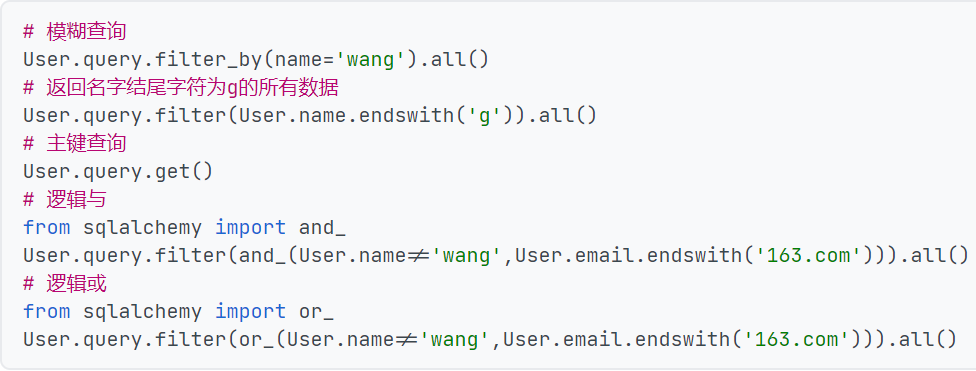 # 模糊查询
User.query.filter_by(name='wang').all()
# 返回名字结尾字符为g的所有数据
User.query.filter(User.name.endswith('g')).all()
# 主键查询
User.query.get()
# 逻辑与
from sqlalchemy import and_
User.query.filter(and_(User.name!='wang',User.email.endswith('163.com'))).all()
# 逻辑或
from sqlalchemy import or_
User.query.filter(or_(User.name!='wang',User.email.endswith('163.com'))).all()